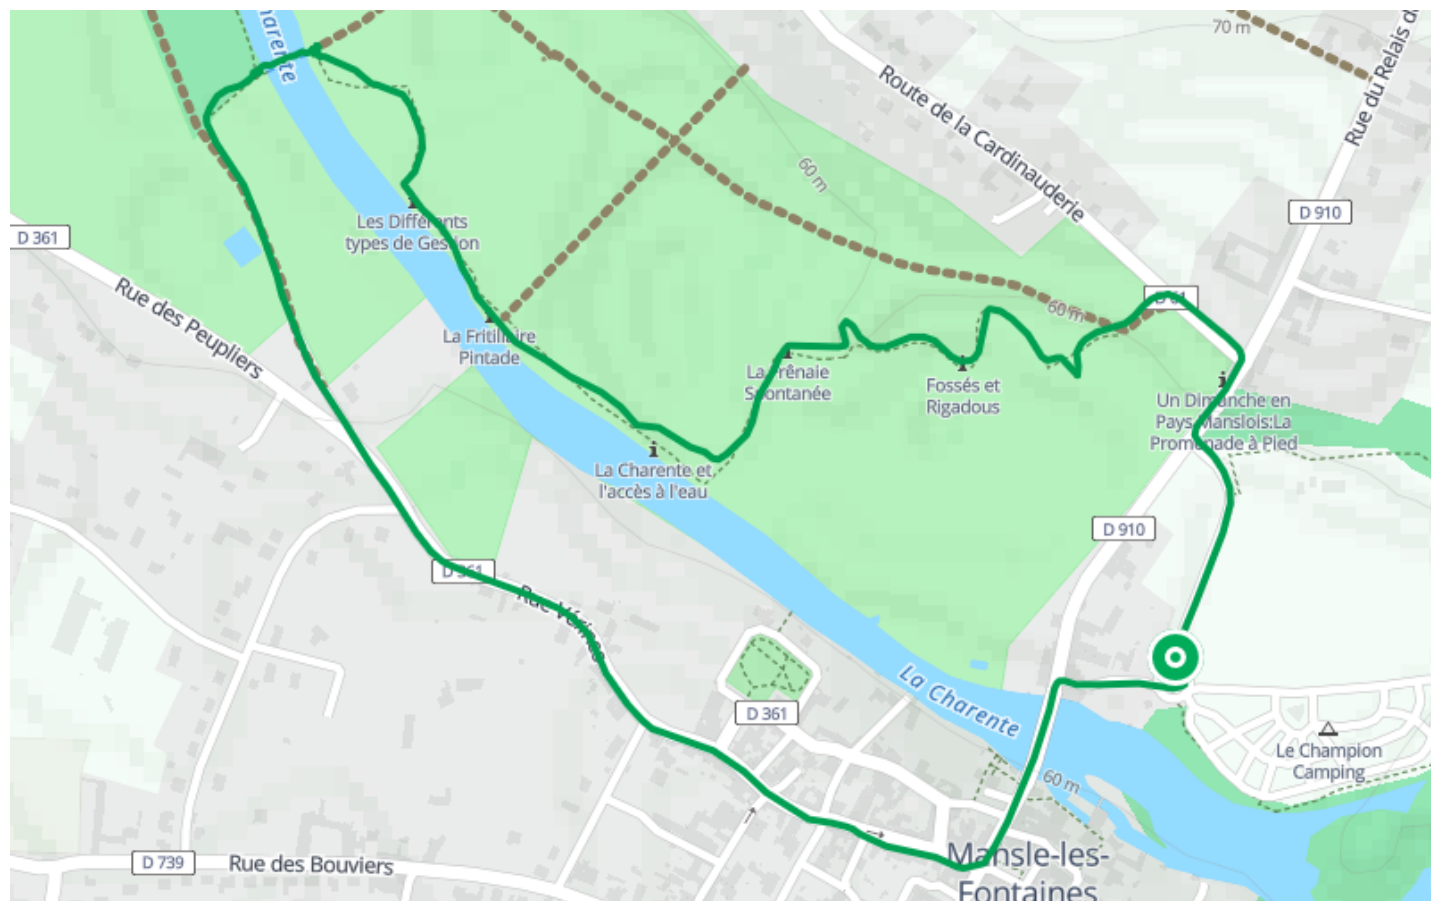 harente
70 m
Rue du Relais d
Route de la Cardinauderie
60 m
D 910
Les Différents
types de Gestion
D 361
Rue des Peupliers
D 61
60 m
La Fritillaire
Pintade
La Frênaie
Spontanée
Fossés et
Rigadous
Un Dimanche en
Pays Manslois:La
Promenade à Pied
La Charente et
l'accès à l'eau
D 910
D 361
Rue Vérines
La Charente
D 361
Le Champion
Camping
60 m
D 739
Rue des Bouviers
Mansle-les-
Fontaines